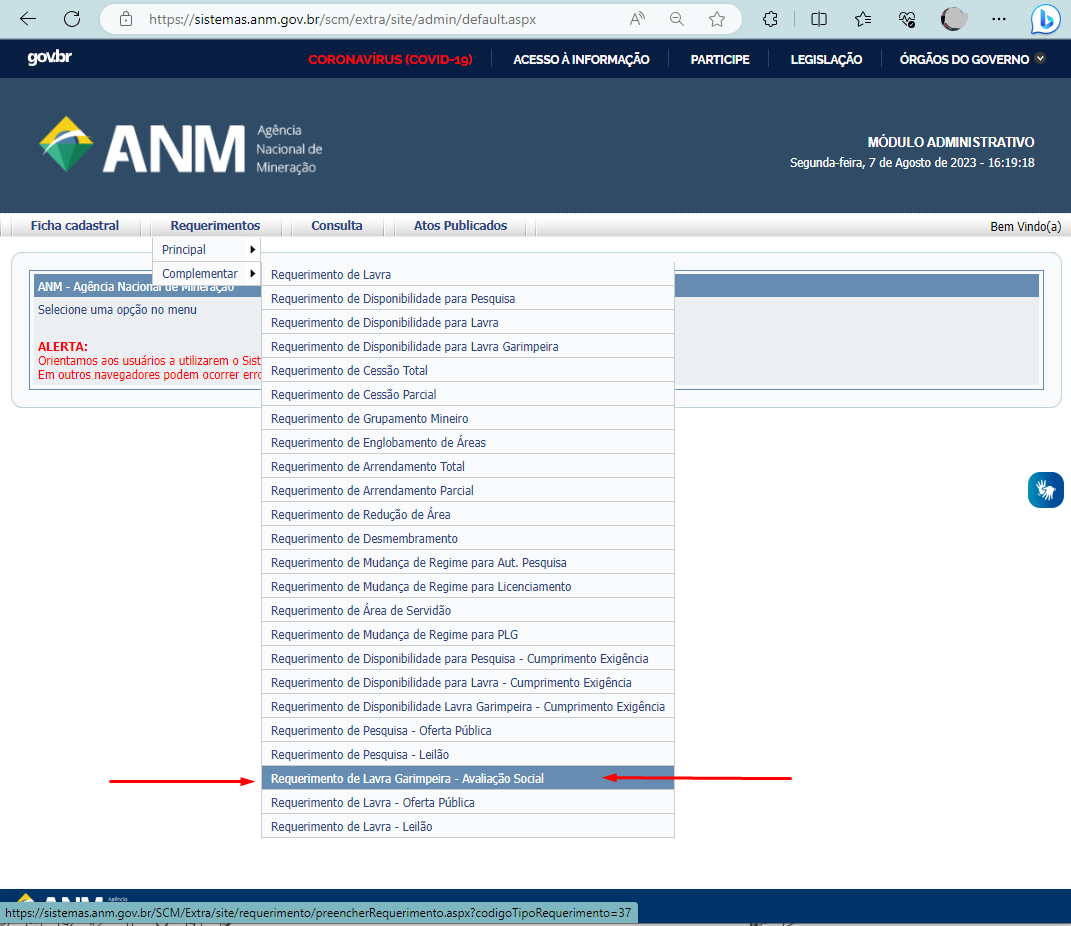 https://sistemas.anm.gov.br/scm/extra/site/admin/default.aspx
gov.br
CORONAVÍRUS (COVID-19)
ACESSO À INFORMAÇÃO
PARTICIPE
LEGISLAÇÃO
ÓRGÃOS DO GOVERNO
ANM
Agência
Nacional de
Mineração
MÓDULO ADMINISTRATIVO
Segunda-feira, 7 de Agosto de 2023 - 16:19:18
Ficha cadastral
Requerimentos
Consulta
Atos Publicados
Bem Vindo(a)
Principal
Complementar
ANM - Agência Nacional de Mineração
Selecione uma opção no menu
ALERTA:
Orientamos aos usuários a utilizarem o Sist
Em outros navegadores podem ocorrer erro
Requerimento de Lavra
Requerimento de Disponibilidade para Pesquisa
Requerimento de Disponibilidade para Lavra
Requerimento de Disponibilidade para Lavra Garimpeira
Requerimento de Cessão Total
Requerimento de Cessão Parcial
Requerimento de Grupamento Mineiro
Requerimento de Englobamento de Áreas
Requerimento de Arrendamento Total
Requerimento de Arrendamento Parcial
Requerimento de Redução de Área
Requerimento de Desmembramento
Requerimento de Mudança de Regime para Aut. Pesquisa
Requerimento de Mudança de Regime para Licenciamento
Requerimento de Área de Servidão
Requerimento de Mudança de Regime para PLG
Requerimento de Disponibilidade para Pesquisa - Cumprimento Exigência
Requerimento de Disponibilidade para Lavra - Cumprimento Exigência
Requerimento de Disponibilidade Lavra Garimpeira - Cumprimento Exigência
Requerimento de Pesquisa - Oferta Pública
Requerimento de Pesquisa - Leilão
Requerimento de Lavra Garimpeira - Avaliação Social
Requerimento de Lavra - Oferta Pública
Requerimento de Lavra - Leilão
ANM
Agência
https://sistemas.anm.gov.br/SCM/Extra/site/requerimento/preencherRequerimento.aspx?codigoTipoRequerimento=37